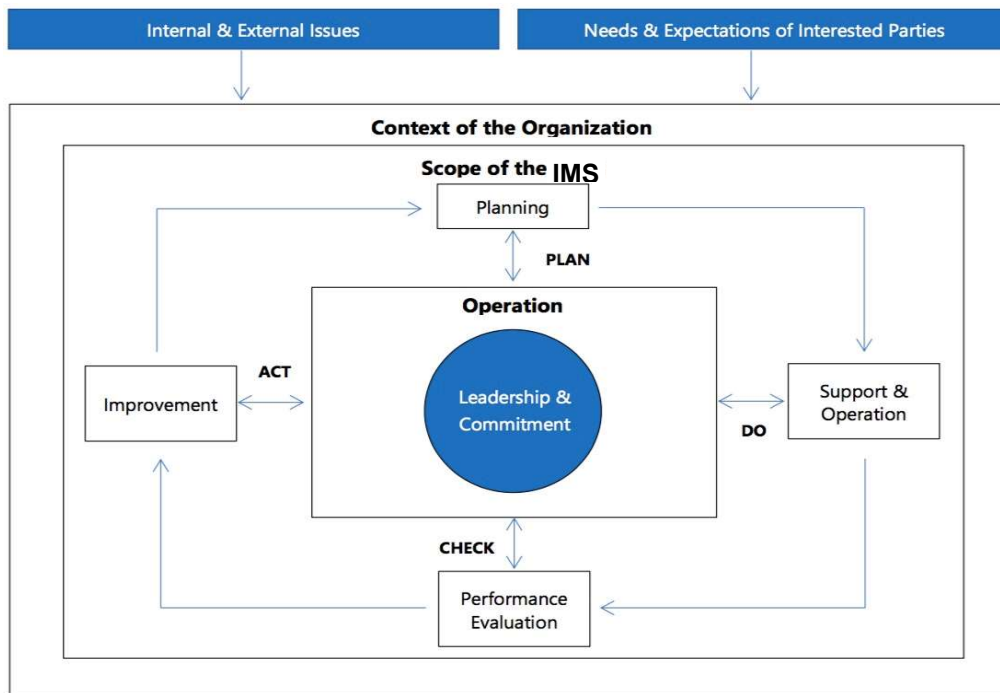 Internal & External Issues
Needs & Expectations of Interested Parties
Context of the Organization
Scope of the IMS
Planning
PLAN
Operation
Leadership &
Commitment
ACT
Improvement
Support &
Operation
DO
CHECK
Performance
Evaluation